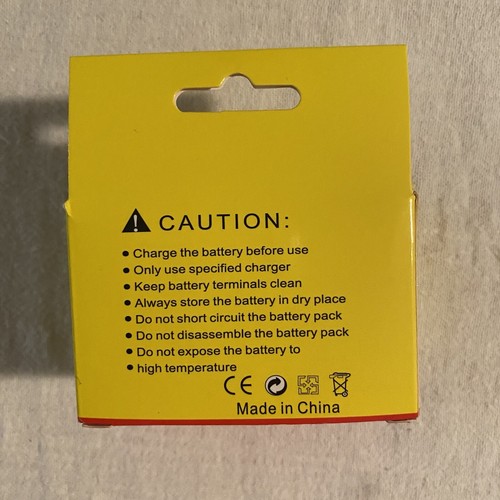 CAUTION:
• Charge the battery before use
• Only use specified charger
• Keep battery terminals clean
• Always store the battery in dry place
• Do not short circuit the battery pack
• Do not disassemble the battery pack
• Do not expose the battery to
• high temperature
CE
Made in China